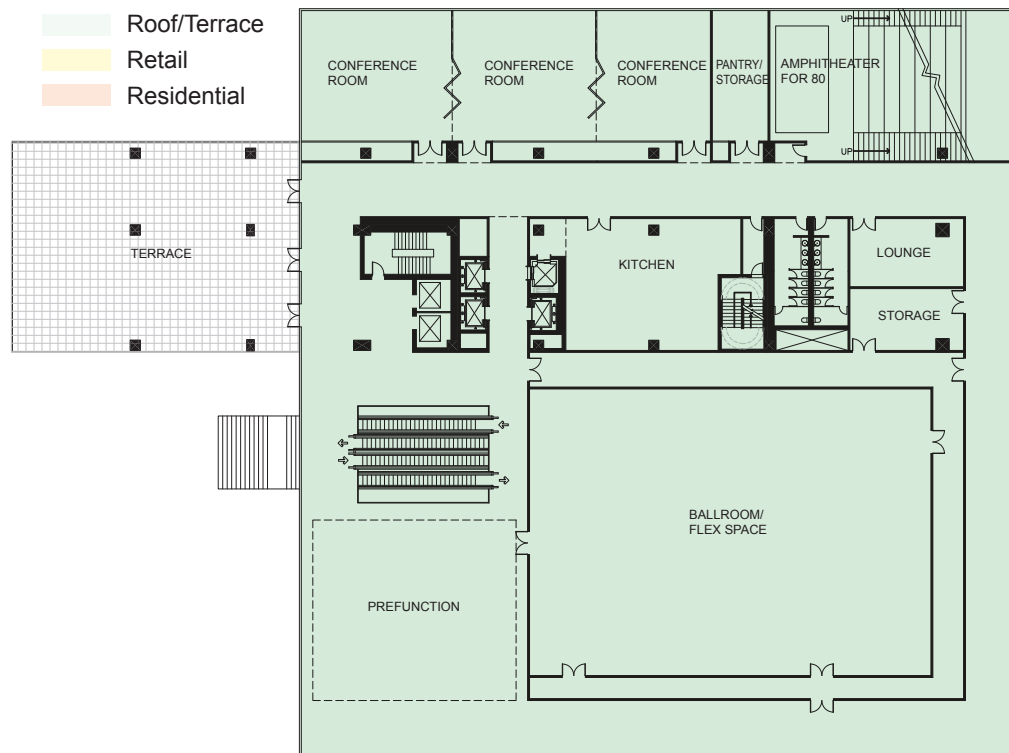 Roof/Terrace
Retail
Residential
CONFERENCE
ROOM
CONFERENCE
ROOM
CONFERENCE
ROOM
PANTRY/
STORAGE
AMPHITHEATER
FOR 80
UP
UP
TERRACE
KITCHEN
LOUNGE
STORAGE
BALLROOM/
FLEX SPACE
PREFUNCTION